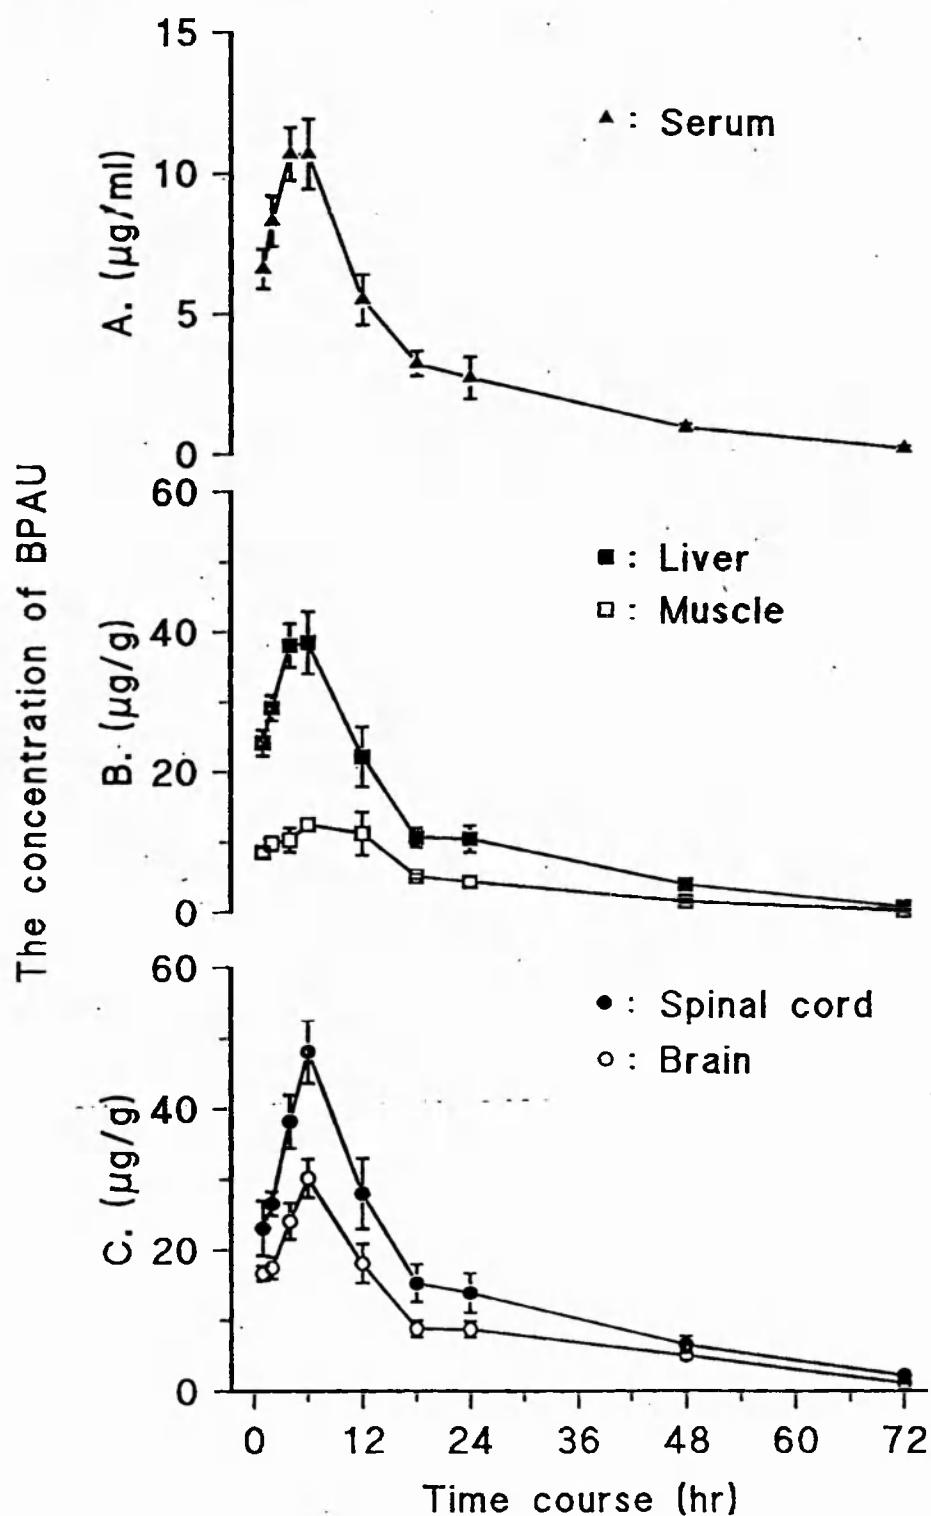 The concentration of BPAU
A. (μg/ml)
15
10
5
0
▲: Serum
B. (μg/g)
60
40
20
0
■: Liver
□: Muscle
C. (μg/g)
60
40
20
0
●: Spinal cord
○: Brain
0 12 24 36 48 60 72
Time course (hr)